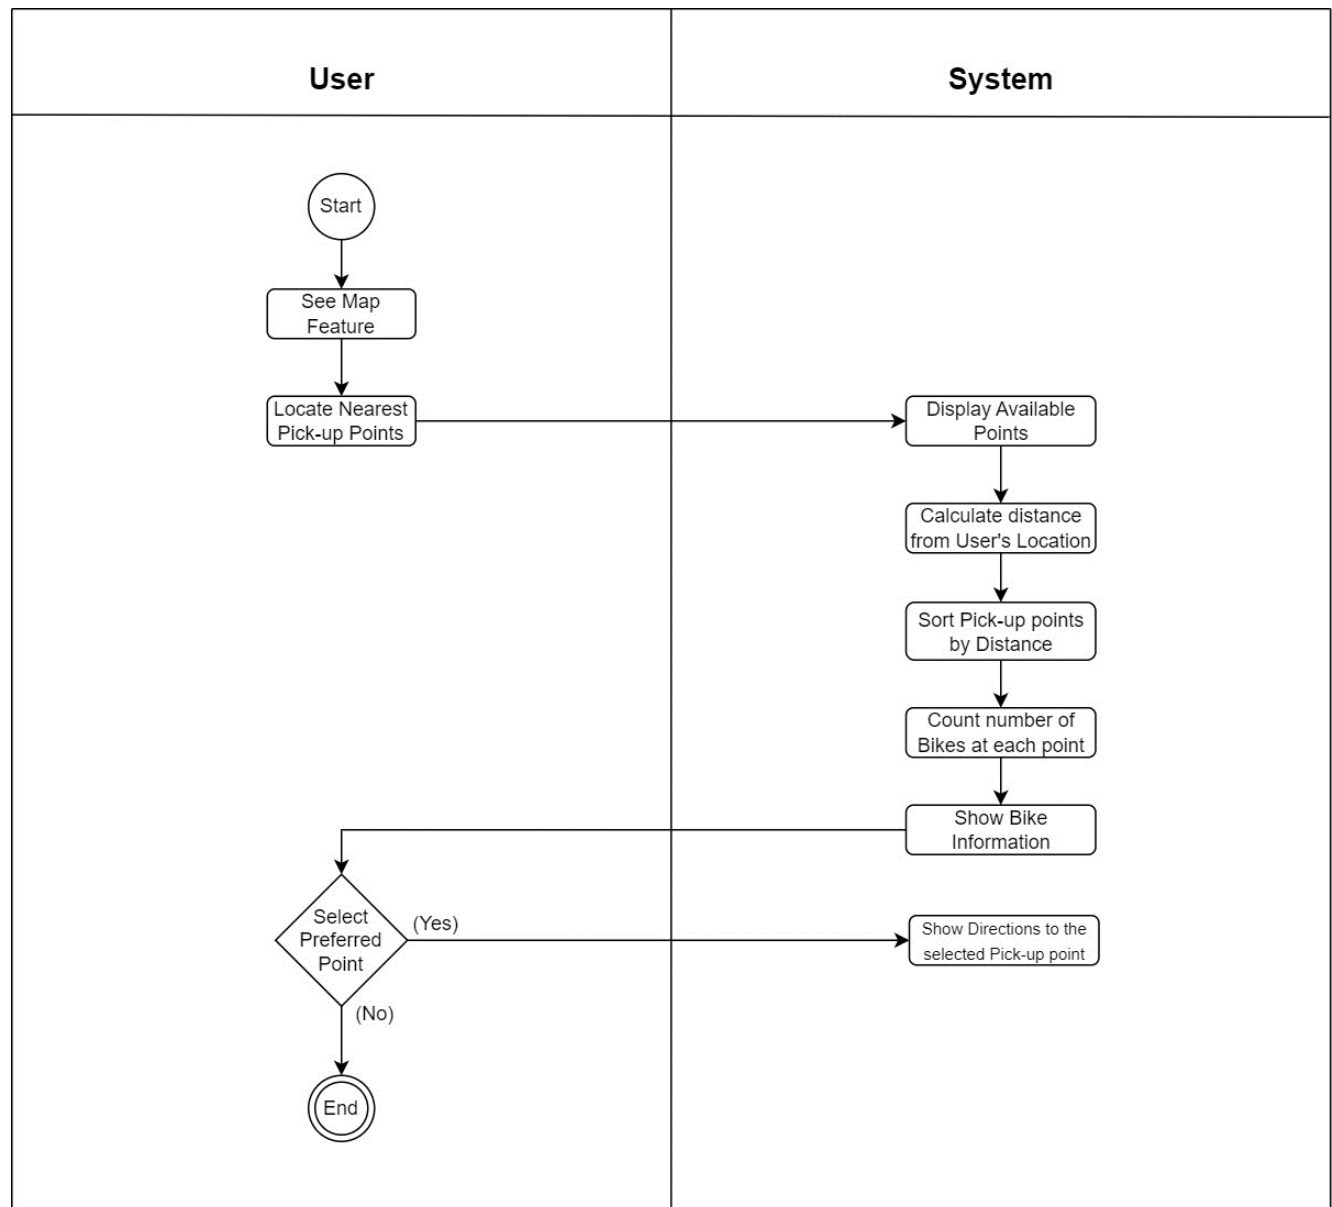 User
System
Start
See Map
Feature
Locate Nearest
Pick-up Points
Display Available
Points
Calculate distance
from User's Location
Sort Pick-up points
by Distance
Count number of
Bikes at each point
Show Bike
Information
Select
Preferred
Point
(Yes)
Show Directions to the
selected Pick-up point
(No)
End